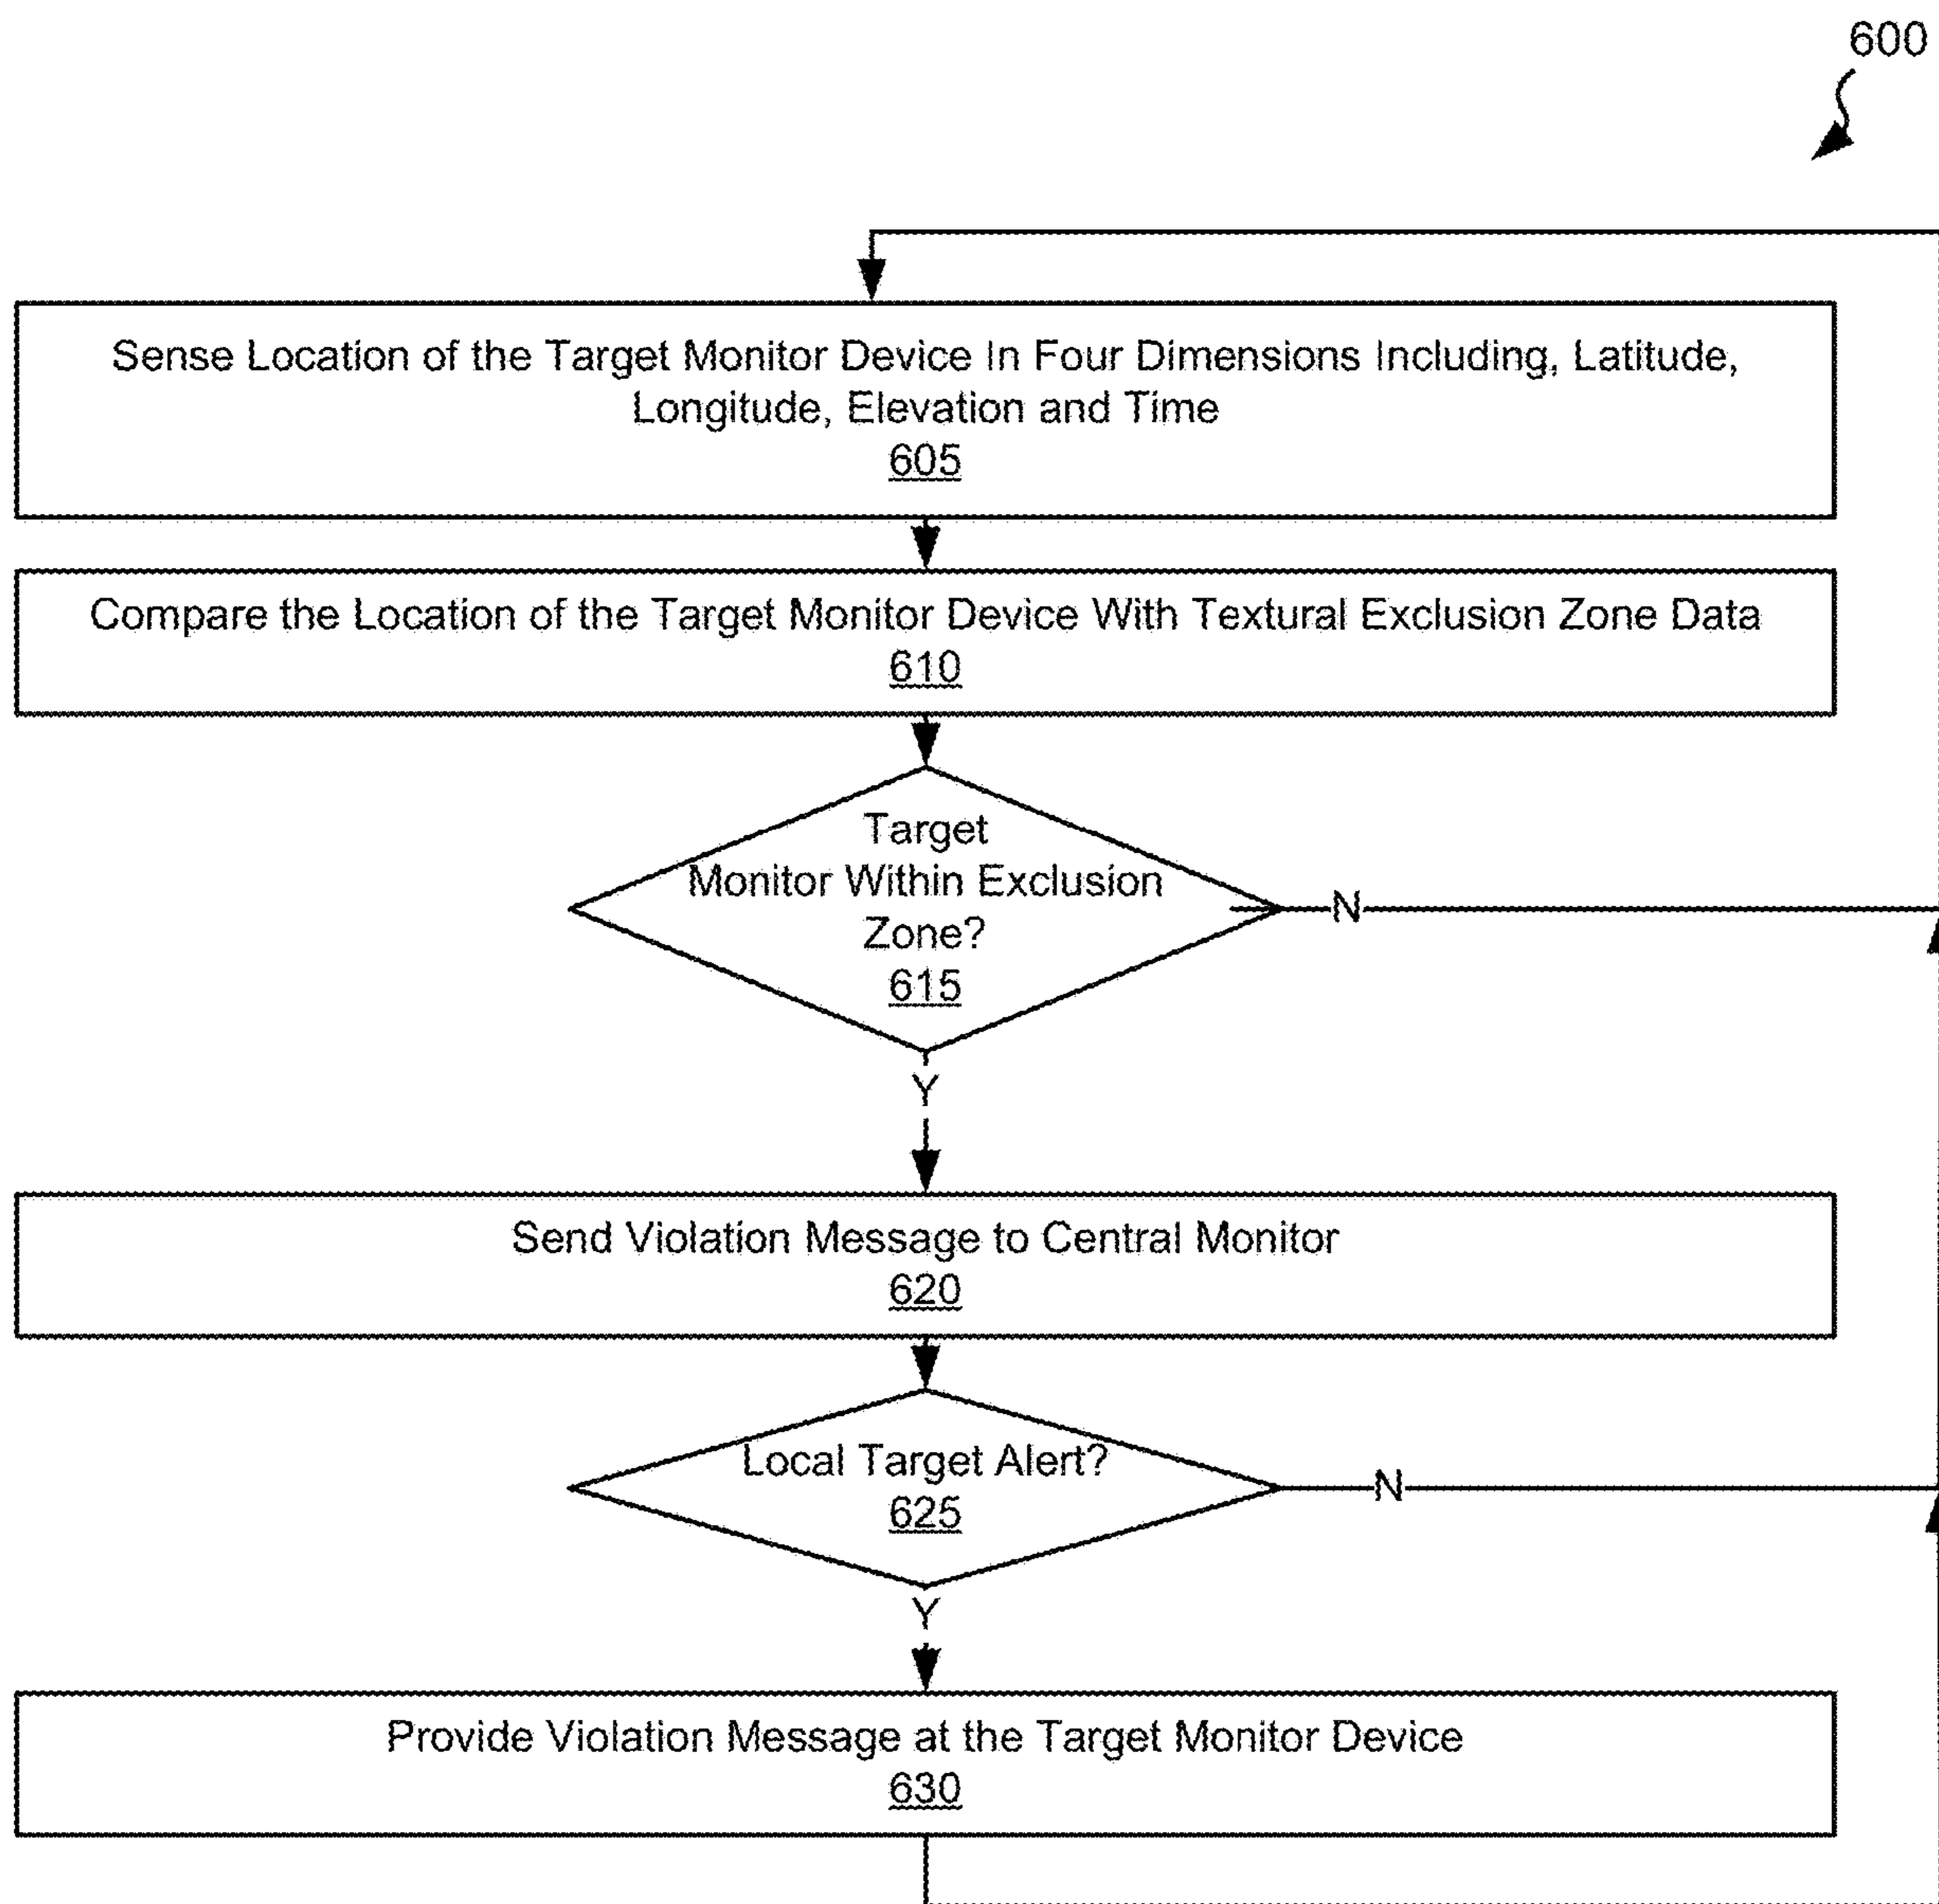 600
Sense Location of the Target Monitor Device In Four Dimensions Including, Latitude,
Longitude, Elevation and Time
605
Compare the Location of the Target Monitor Device With Textural Exclusion Zone Data
610
Target
Monitor Within Exclusion
Zone?
615
N
Y
Send Violation Message to Central Monitor
620
Local Target Alert?
625
N
Y
Provide Violation Message at the Target Monitor Device
630